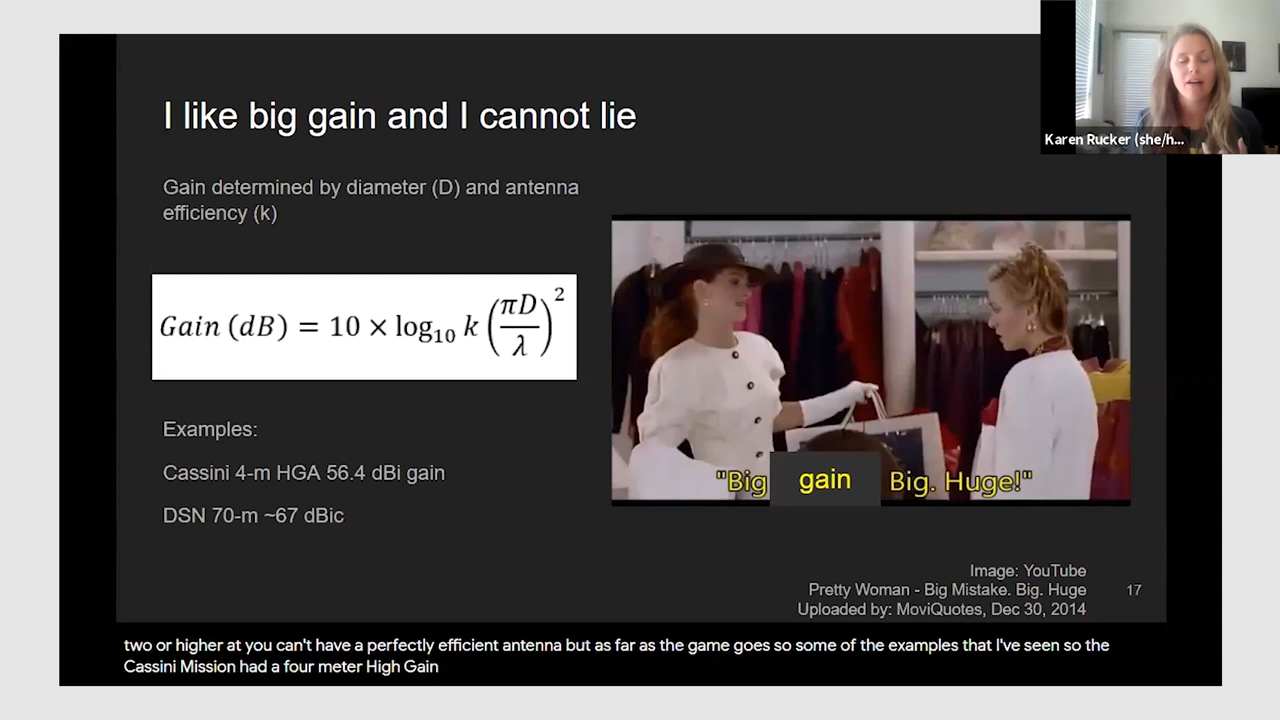 I like big gain and I cannot lie
Karen Rucker (she/h...
Gain determined by diameter (D) and antenna
efficiency (k)
Gain (dB) = 10 × log₁₀ k (πD/λ)²
Examples:
Cassini 4-m HGA 56.4 dBi gain
DSN 70-m ~67 dBic
"Big gain Big. Huge!"
Image: YouTube
Pretty Woman - Big Mistake. Big. Huge
Uploaded by: MoviQuotes, Dec 30, 2014
17
two or higher at you can't have a perfectly efficient antenna but as far as the game goes so some of the examples that I've seen so the
Cassini Mission had a four meter High Gain